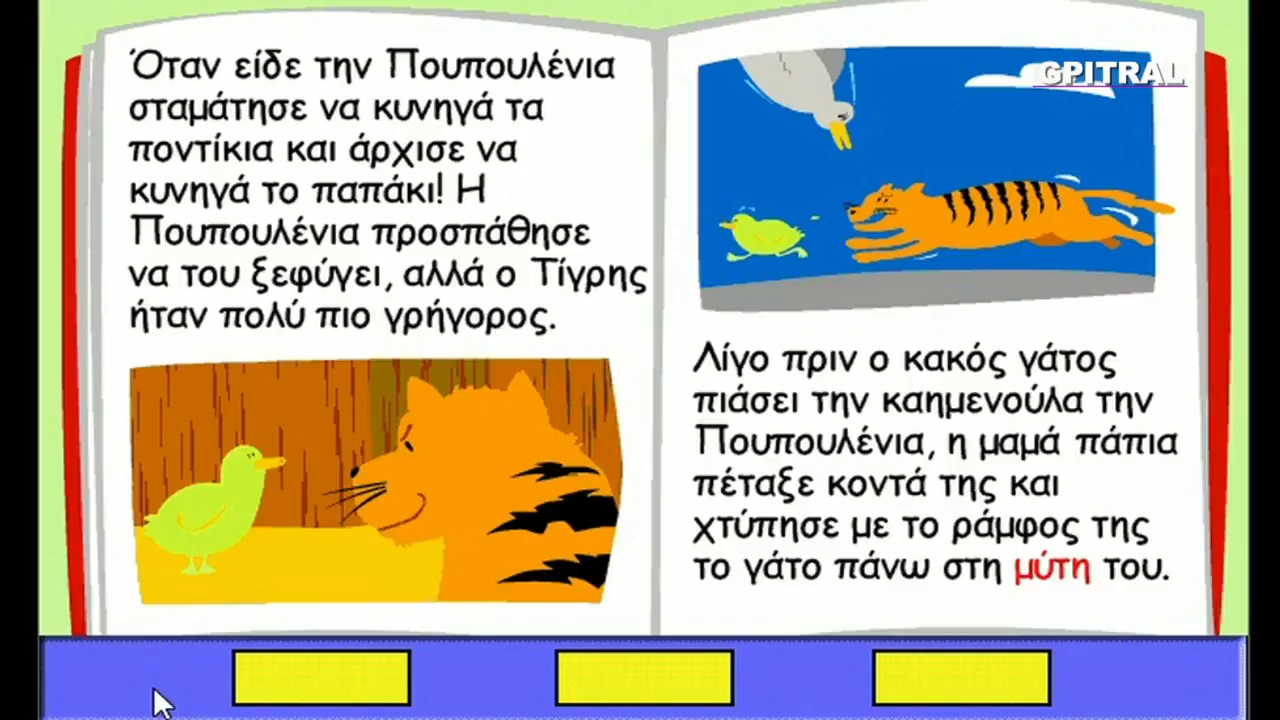 Όταν είδε την Πουπουλένια
σταμάτησε να κυνηγά τα
ποντίκια και άρχισε να
κυνηγά το παπάκι! Η
Πουπουλένια προσπάθησε
να του ξεφύγει, αλλά ο Τίγρης
ήταν πολύ πιο γρήγορος.
GPITRAL
Λίγο πριν ο κακός γάτος
πιάσει την καημενούλα την
Πουπουλένια, η μαμά πάπια
πέταξε κοντά της και
χτύπησε με το ράμφος της
το γάτο πάνω στη μύτη του.